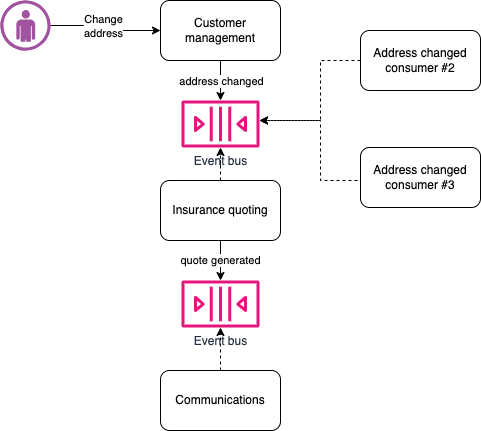 Change
address
Customer
management
Address changed
consumer #2
address changed
Event bus
Address changed
consumer #3
Insurance quoting
quote generated
Event bus
Communications